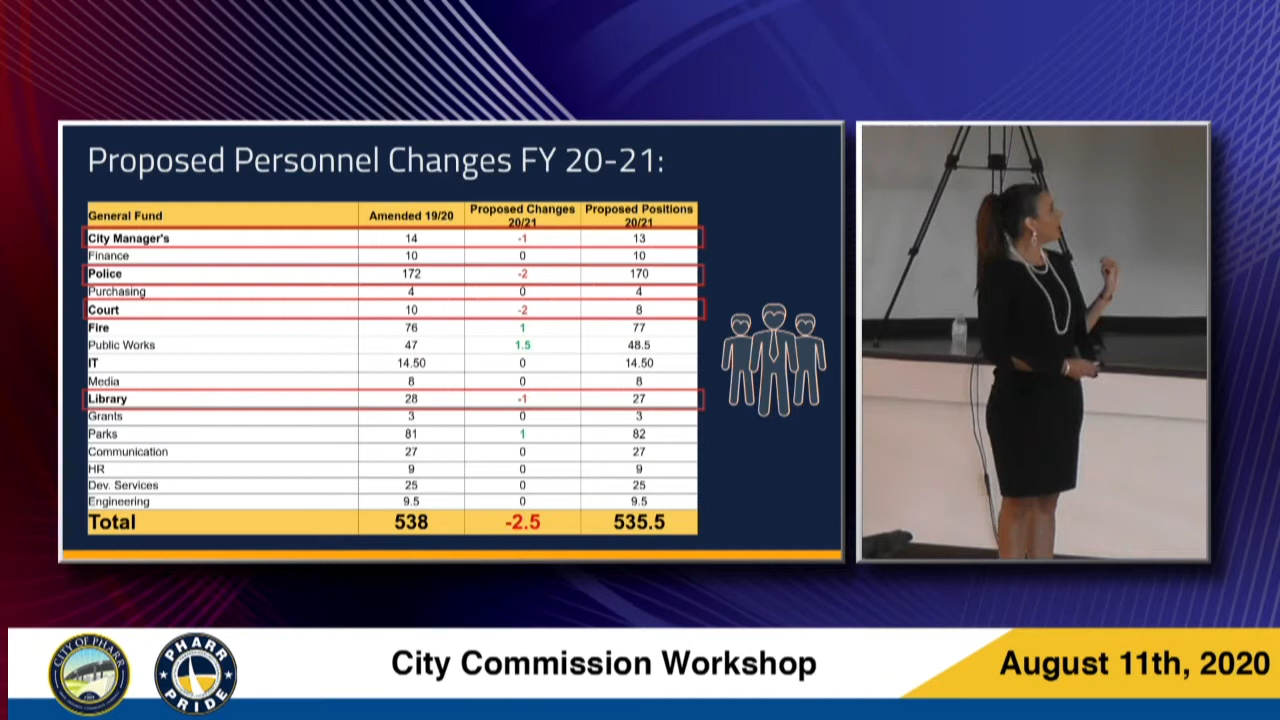 Proposed Personnel Changes FY 20-21:
General Fund Amended 19/20 Proposed Changes 20/21 Proposed Positions 20/21
City Manager's 14 -1 13
Finance 10 0 10
Police 172 -2 170
Purchasing 4 0 4
Court 10 -2 8
Fire 76 1 77
Public Works 47 1.5 48.5
IT 14.50 0 14.50
Media 8 0 8
Library 28 -1 27
Grants 3 0 3
Parks 81 1 82
Communication 27 0 27
HR 9 0 9
Dev. Services 25 0 25
Engineering 9.5 0 9.5
Total 538 -2.5 535.5
CITY OF PHARR
PHARR PRIDE
City Commission Workshop
August 11th, 2020